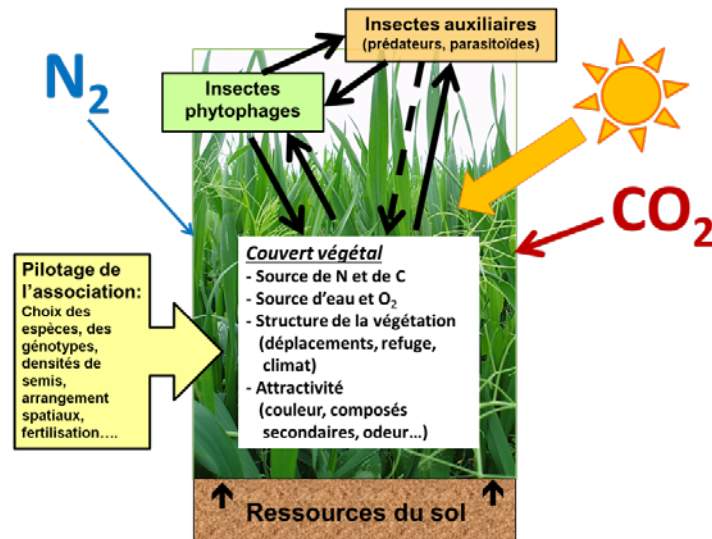 Insectes auxiliaires
(prédateurs, parasitoïdes)
N2
Insectes
phytophages
CO2
Pilotage de
l'association:
Choix des
espèces, des
génotypes,
densités de
semis,
arrangement
spatiaux,
fertilisation….
Couvert végétal
- Source de N et de C
- Source d'eau et O2
- Structure de la végétation
(déplacements, refuge,
climat)
- Attractivité
(couleur, composés
secondaires, odeur…)
Ressources du sol